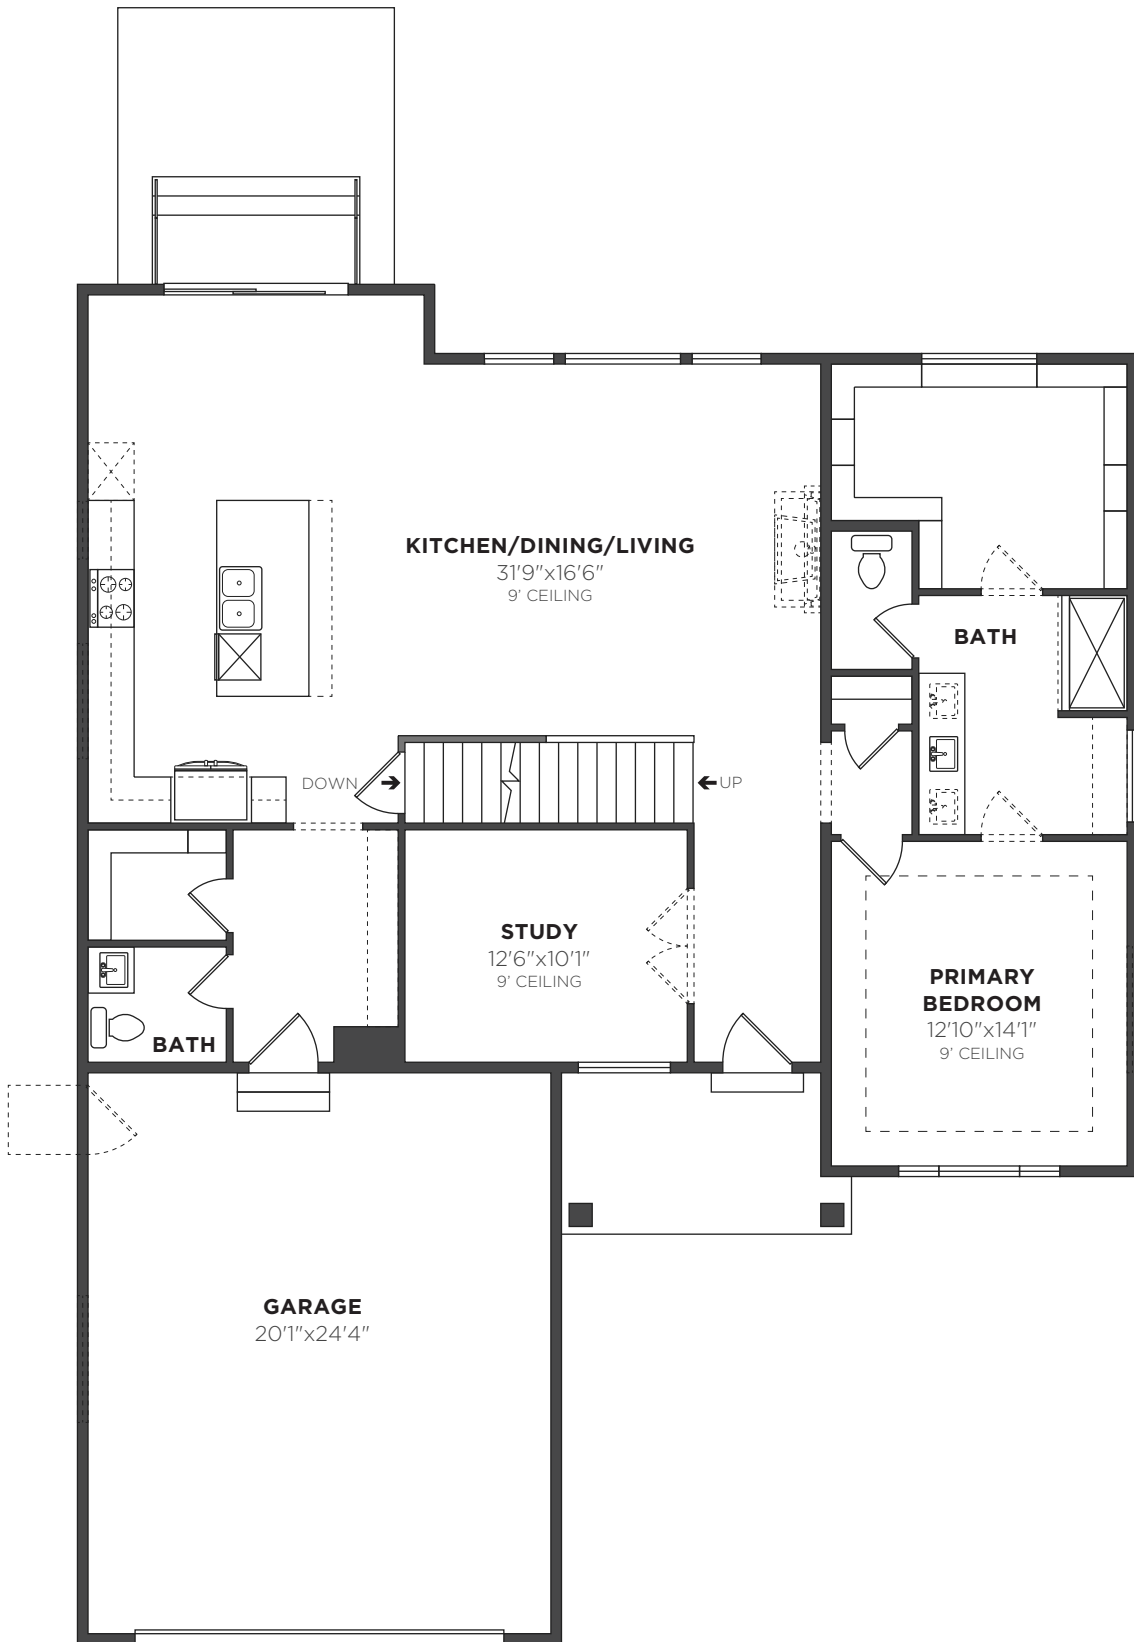 KITCHEN/DINING/LIVING
31'9"x16'6"
9' CEILING
BATH
DOWN
UP
STUDY
12'6"x10'1"
9' CEILING
PRIMARY
BEDROOM
12'10"x14'1"
9' CEILING
BATH
GARAGE
20'1"x24'4"